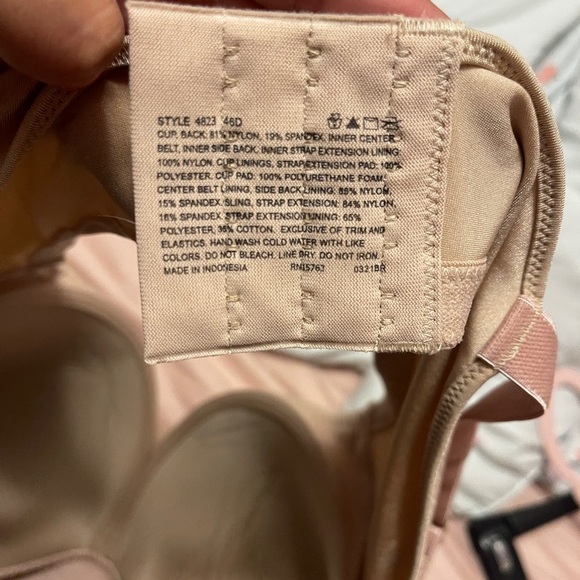 STYLE 4823 46D
CUP, BACK: 81% NYLON, 19% SPANDEX, INNER CENTER
BELT, INNER SIDE BACK, INNER STRAP EXTENSION LINING:
100% NYLON. CUP LININGS, STRAP EXTENSION PAD: 100%
POLYESTER. CUP PAD: 100% POLYURETHANE FOAM.
CENTER BELT LINING, SIDE BACK LINING: 85% NYLON,
15% SPANDEX. SLING, STRAP EXTENSION: 84% NYLON,
16% SPANDEX. STRAP EXTENSION TUNING: 65%
POLYESTER, 35% COTTON. EXCLUSIVE OF TRIM AND
ELASTICS. HAND WASH COLD WATER WITH LIKE
COLORS. DO NOT BLEACH. LINE DRY. DO NOT IRON.
MADE IN INDONESIA RN15763 0321BR